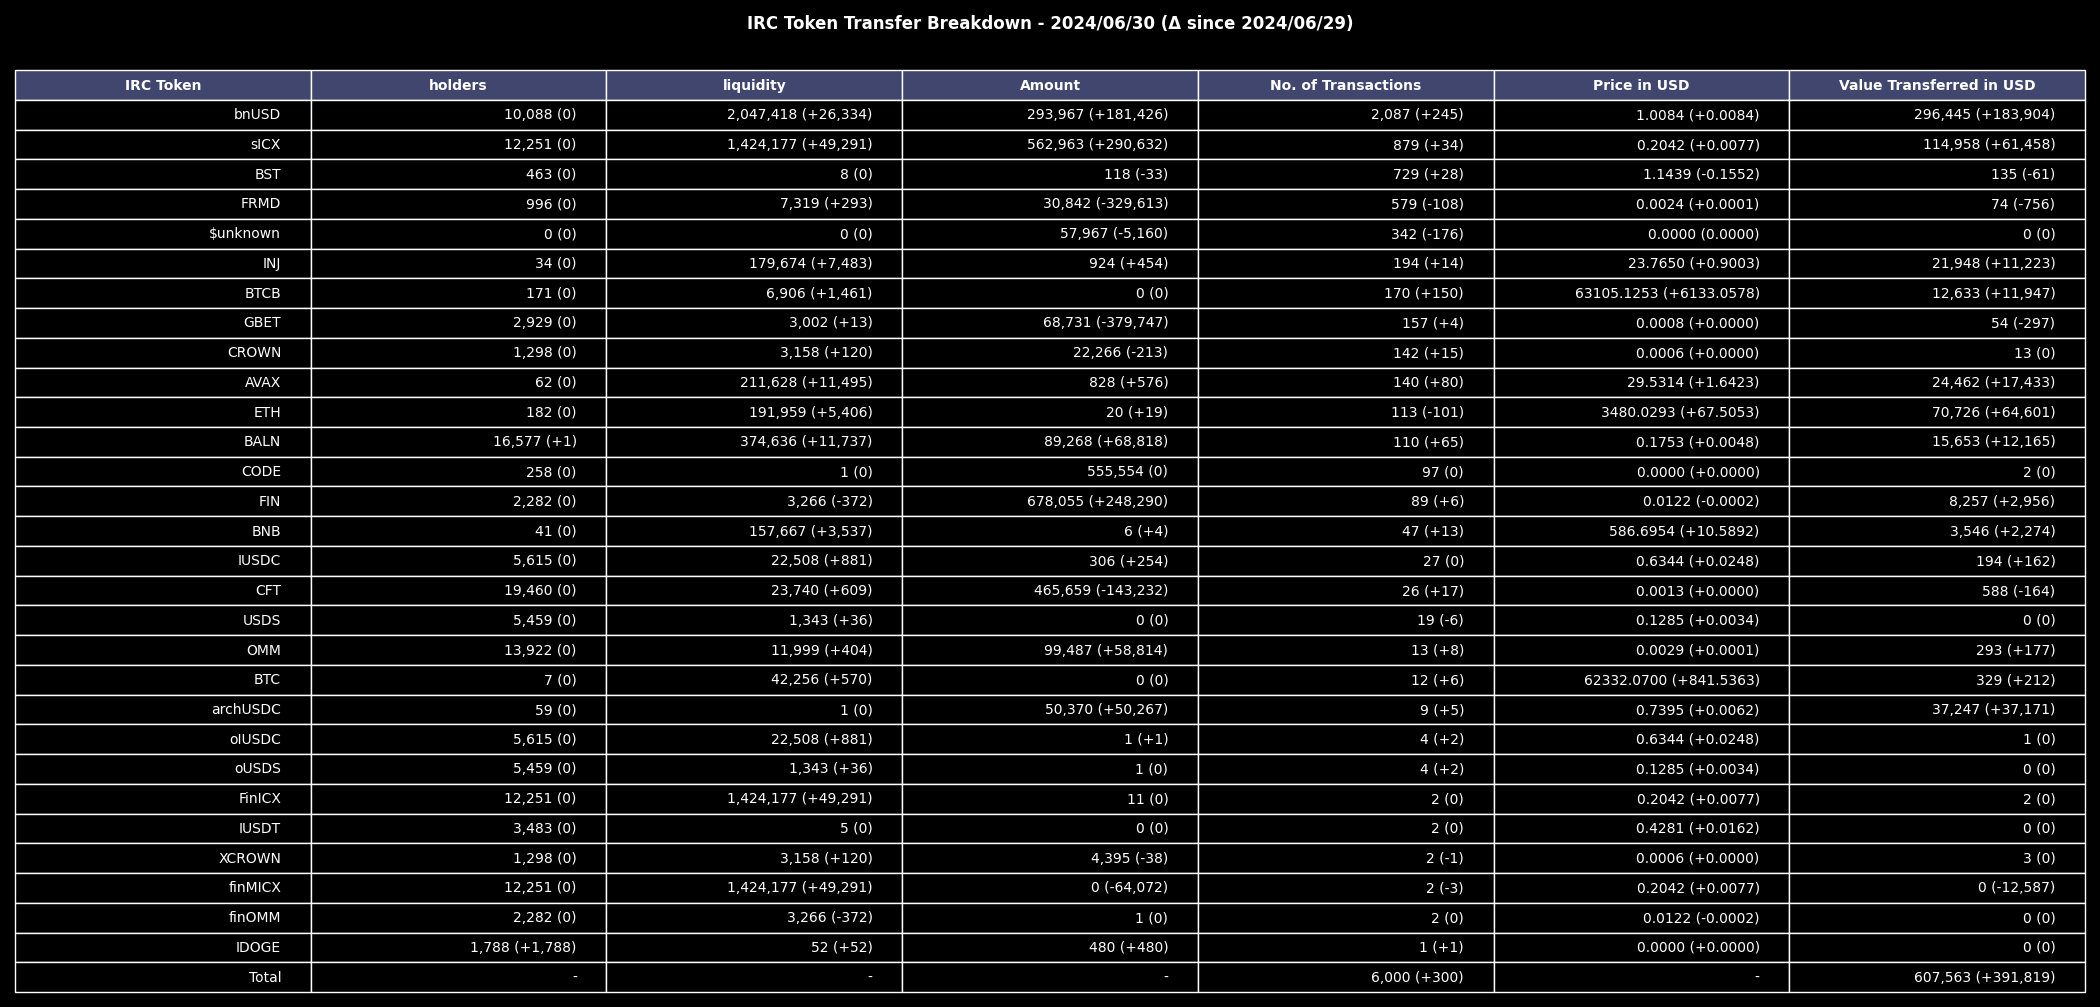 IRC Token Transfer Breakdown - 2024/06/30 (Δ since 2024/06/29)
IRC Token holders liquidity Amount No. of Transactions Price in USD Value Transferred in USD
bnUSD 10,088 (0) 2,047,418 (+26,334) 293,967 (+181,426) 2,087 (+245) 1.0084 (+0.0084) 296,445 (+183,904)
sICX 12,251 (0) 1,424,177 (+49,291) 562,963 (+290,632) 879 (+34) 0.2042 (+0.0077) 114,958 (+61,458)
BST 463 (0) 8 (0) 118 (-33) 729 (+28) 1.1439 (-0.1552) 135 (-61)
FRMD 996 (0) 7,319 (+293) 30,842 (-329,613) 579 (-108) 0.0024 (+0.0001) 74 (-756)
$unknown 0 (0) 0 (0) 57,967 (-5,160) 342 (-176) 0.0000 (0.0000) 0 (0)
INJ 34 (0) 179,674 (+7,483) 924 (+454) 194 (+14) 23.7650 (+0.9003) 21,948 (+11,223)
BTCB 171 (0) 6,906 (+1,461) 0 (0) 170 (+150) 63105.1253 (+6133.0578) 12,633 (+11,947)
GBET 2,929 (0) 3,002 (+13) 68,731 (-379,747) 157 (+4) 0.0008 (+0.0000) 54 (-297)
CROWN 1,298 (0) 3,158 (+120) 22,266 (-213) 142 (+15) 0.0006 (+0.0000) 13 (0)
AVAX 62 (0) 211,628 (+11,495) 828 (+576) 140 (+80) 29.5314 (+1.6423) 24,462 (+17,433)
ETH 182 (0) 191,959 (+5,406) 20 (+19) 113 (-101) 3480.0293 (+67.5053) 70,726 (+64,601)
BALN 16,577 (+1) 374,636 (+11,737) 89,268 (+68,818) 110 (+65) 0.1753 (+0.0048) 15,653 (+12,165)
CODE 258 (0) 1 (0) 555,554 (0) 97 (0) 0.0000 (+0.0000) 2 (0)
FIN 2,282 (0) 3,266 (-372) 678,055 (+248,290) 89 (+6) 0.0122 (-0.0002) 8,257 (+2,956)
BNB 41 (0) 157,667 (+3,537) 6 (+4) 47 (+13) 586.6954 (+10.5892) 3,546 (+2,274)
IUSDC 5,615 (0) 22,508 (+881) 306 (+254) 27 (0) 0.6344 (+0.0248) 194 (+162)
CFT 19,460 (0) 23,740 (+609) 465,659 (-143,232) 26 (+17) 0.0013 (+0.0000) 588 (-164)
USDS 5,459 (0) 1,343 (+36) 0 (0) 19 (-6) 0.1285 (+0.0034) 0 (0)
OMM 13,922 (0) 11,999 (+404) 99,487 (+58,814) 13 (+8) 0.0029 (+0.0001) 293 (+177)
BTC 7 (0) 42,256 (+570) 0 (0) 12 (+6) 62332.0700 (+841.5363) 329 (+212)
archUSDC 59 (0) 1 (0) 50,370 (+50,267) 9 (+5) 0.7395 (+0.0062) 37,247 (+37,171)
oIUSDC 5,615 (0) 22,508 (+881) 1 (+1) 4 (+2) 0.6344 (+0.0248) 1 (0)
oUSDS 5,459 (0) 1,343 (+36) 1 (0) 4 (+2) 0.1285 (+0.0034) 0 (0)
FinICX 12,251 (0) 1,424,177 (+49,291) 11 (0) 2 (0) 0.2042 (+0.0077) 2 (0)
IUSDT 3,483 (0) 5 (0) 0 (0) 2 (0) 0.4281 (+0.0162) 0 (0)
XCROWN 1,298 (0) 3,158 (+120) 4,395 (-38) 2 (-1) 0.0006 (+0.0000) 3 (0)
finMICX 12,251 (0) 1,424,177 (+49,291) 0 (-64,072) 2 (-3) 0.2042 (+0.0077) 0 (-12,587)
finOMM 2,282 (0) 3,266 (-372) 1 (0) 2 (0) 0.0122 (-0.0002) 0 (0)
IDOGE 1,788 (+1,788) 52 (+52) 480 (+480) 1 (+1) 0.0000 (+0.0000) 0 (0)
Total - - - 6,000 (+300) - 607,563 (+391,819)